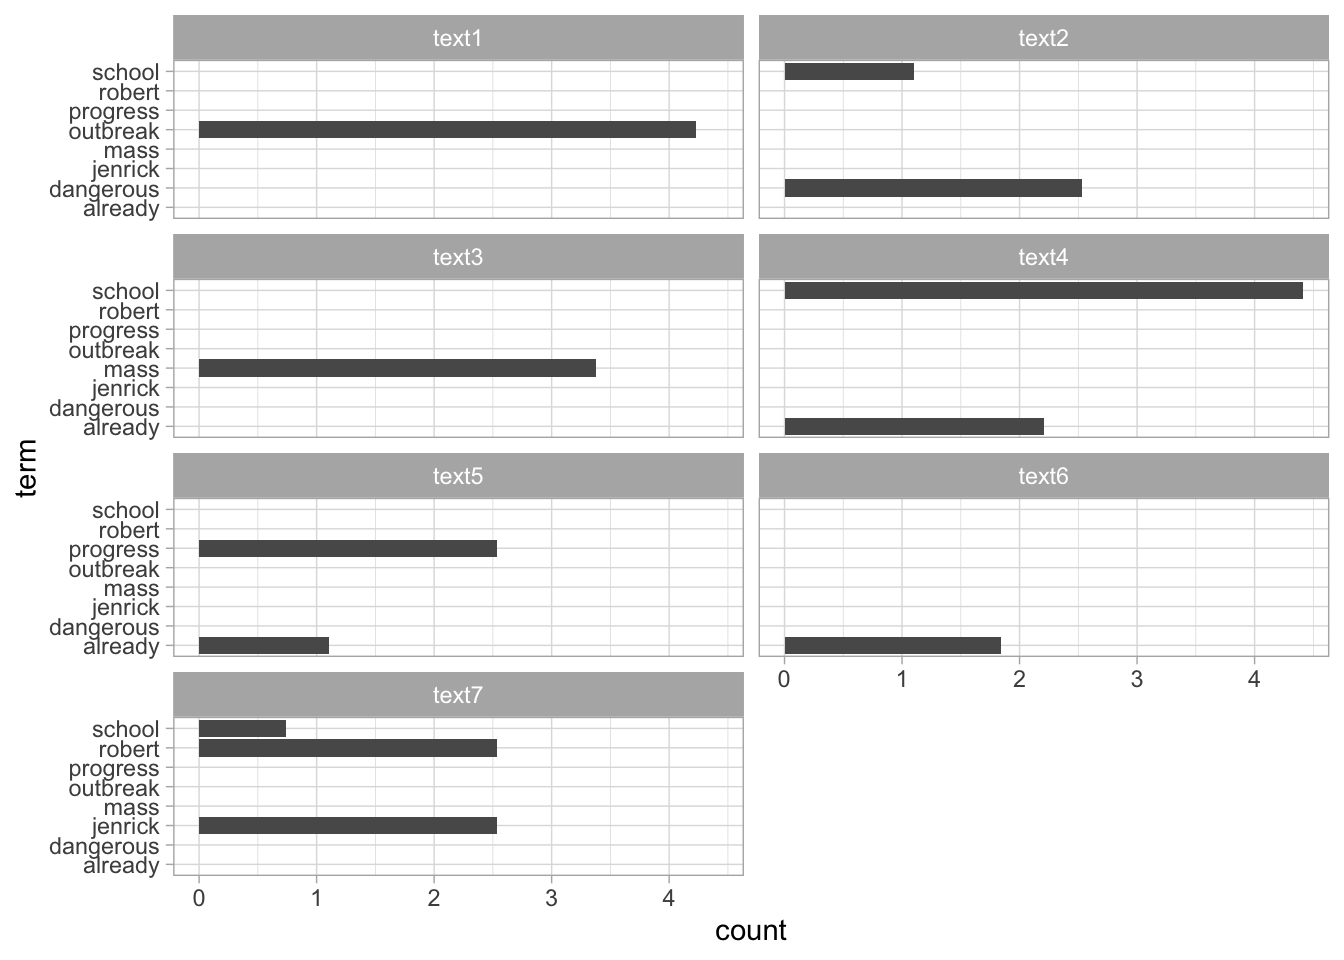 text1
text2
school
robert
progress
outbreak
mass
jenrick
dangerous
already
text3
text4
school
robert
progress
outbreak
mass
jenrick
dangerous
already
term
text5
text6
school
robert
progress
outbreak
mass
jenrick
dangerous
already
0 1 2 3 4
text7
school
robert
progress
outbreak
mass
jenrick
dangerous
already
0 1 2 3 4
count